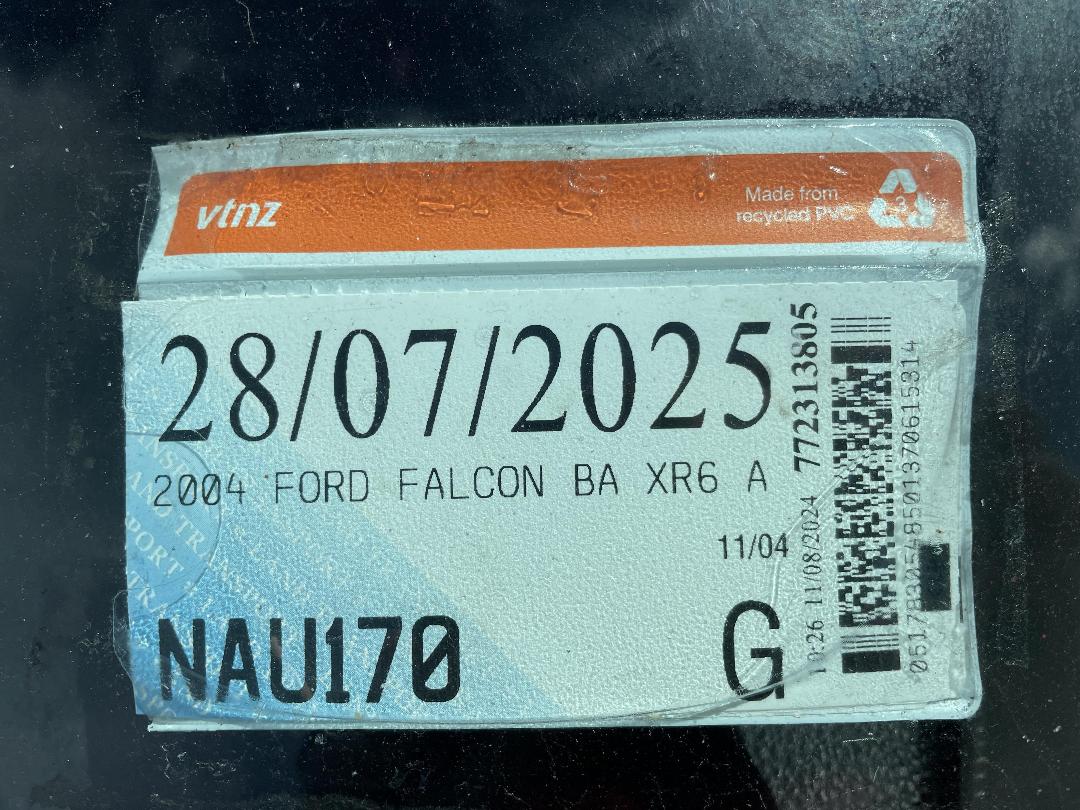 vtnz
Made from
recycled PVC
3
28/07/2025
2004 FORD FALCON BA XR6 A
11/04
NAU170
G
772313805
11/08/2024